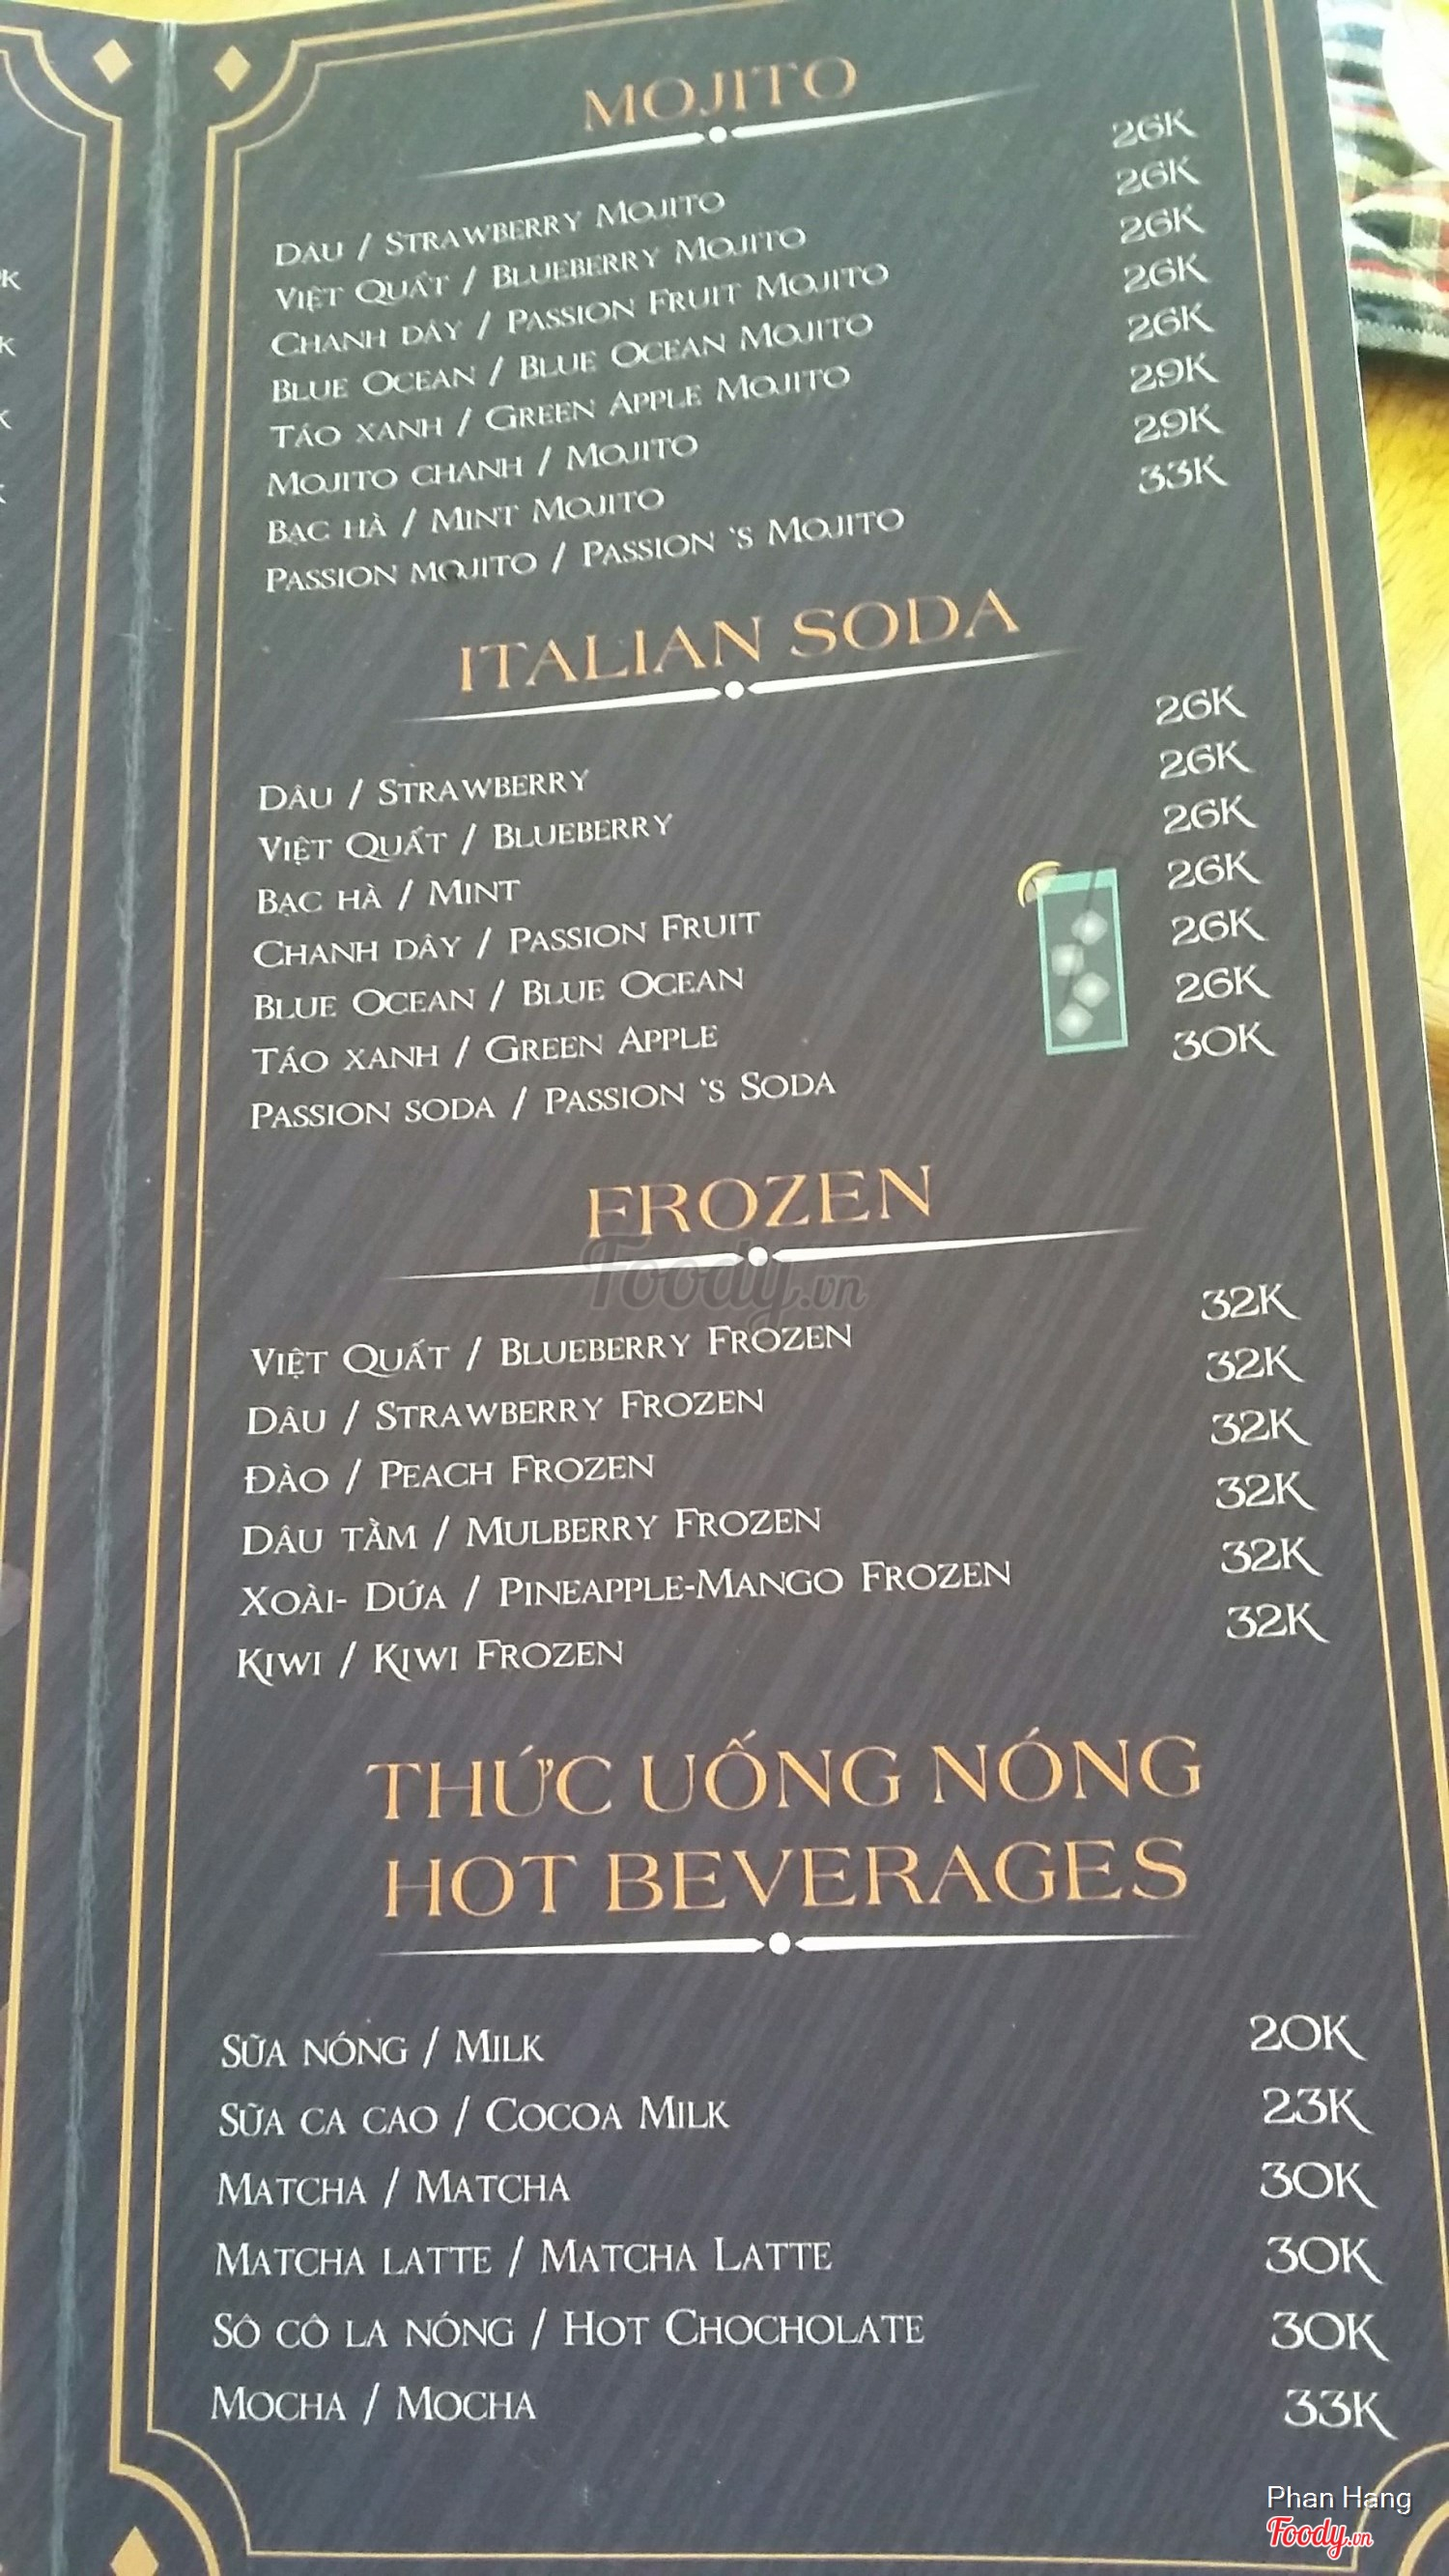 MOJITO
DÂU / STRAWBERRY MOJITO 26K
VIỆT QUẤT / BLUEBERRY MOJITO 26K
CHANH DÂY / PASSION FRUIT MOJITO 26K
BLUE OCEAN / BLUE OCEAN MOJITO 26K
TÁO XANH / GREEN APPLE MOJITO 26K
MOJITO CHANH / MOJITO 29K
BẠC HÀ / MINT MOJITO 29K
PASSION MOJITO / PASSION 'S MOJITO 33K
ITALIAN SODA
DÂU / STRAWBERRY 26K
VIỆT QUẤT / BLUEBERRY 26K
BẠC HÀ / MINT 26K
CHANH DÂY / PASSION FRUIT 26K
BLUE OCEAN / BLUE OCEAN 26K
TÁO XANH / GREEN APPLE 26K
PASSION SODA / PASSION 'S SODA 30K
FROZEN
Foody.vn
VIỆT QUẤT / BLUEBERRY FROZEN 32K
DÂU / STRAWBERRY FROZEN 32K
ĐÀO / PEACH FROZEN 32K
DÂU TẰM / MULBERRY FROZEN 32K
XOÀI- DỨA / PINEAPPLE-MANGO FROZEN 32K
KIWI / KIWI FROZEN 32K
THỨC UỐNG NÓNG
HOT BEVERAGES
SỮA NÓNG / MILK 20K
SỮA CA CAO / COCOA MILK 23K
MATCHA / MATCHA 30K
MATCHA LATTE / MATCHA LATTE 30K
SÔ CÔ LA NÓNG / HOT CHOCHOLATE 30K
MOCHA / MOCHA 33K
Phan Hang
Foody.vn